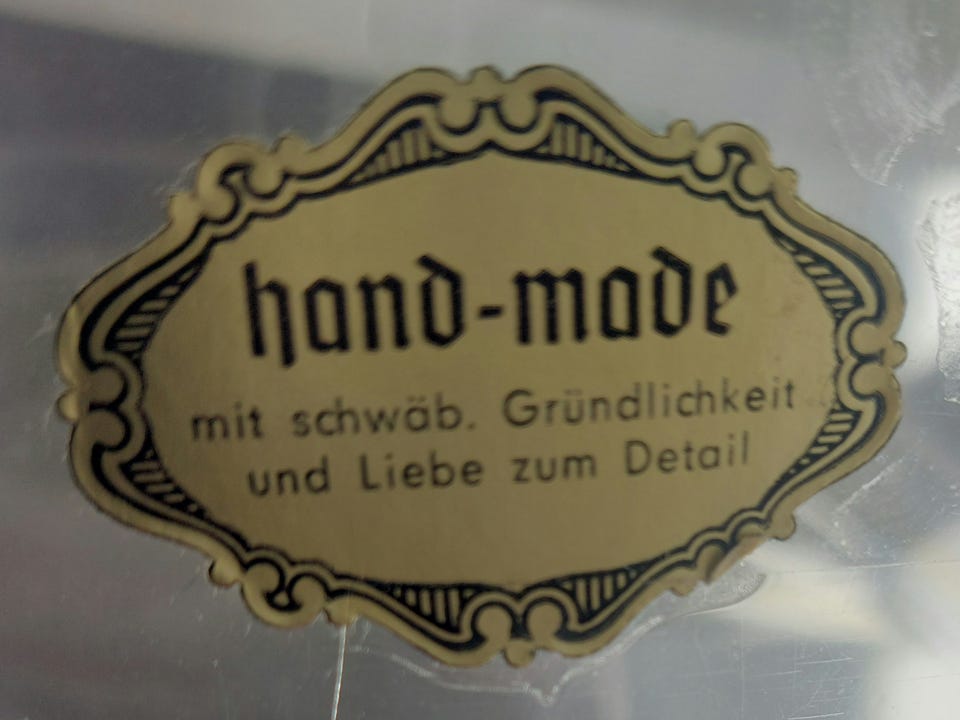 hand-made
mit schwäb. Gründlichkeit
und Liebe zum Detail